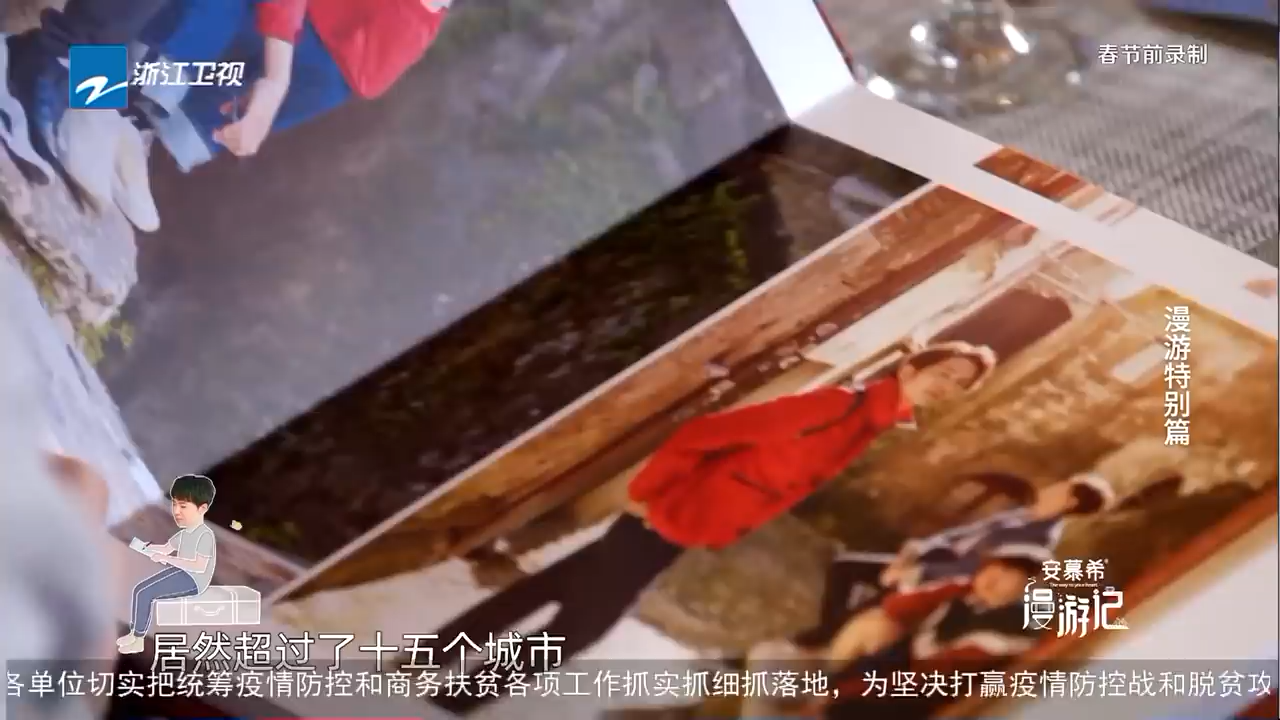 浙江卫视
春节前录制
漫游特别篇
安慕希
漫游记
居然超过了十五个城市
各单位切实把统筹疫情防控和商务扶贫各项工作抓实抓细抓落地，为坚决打赢疫情防控战和脱贫攻